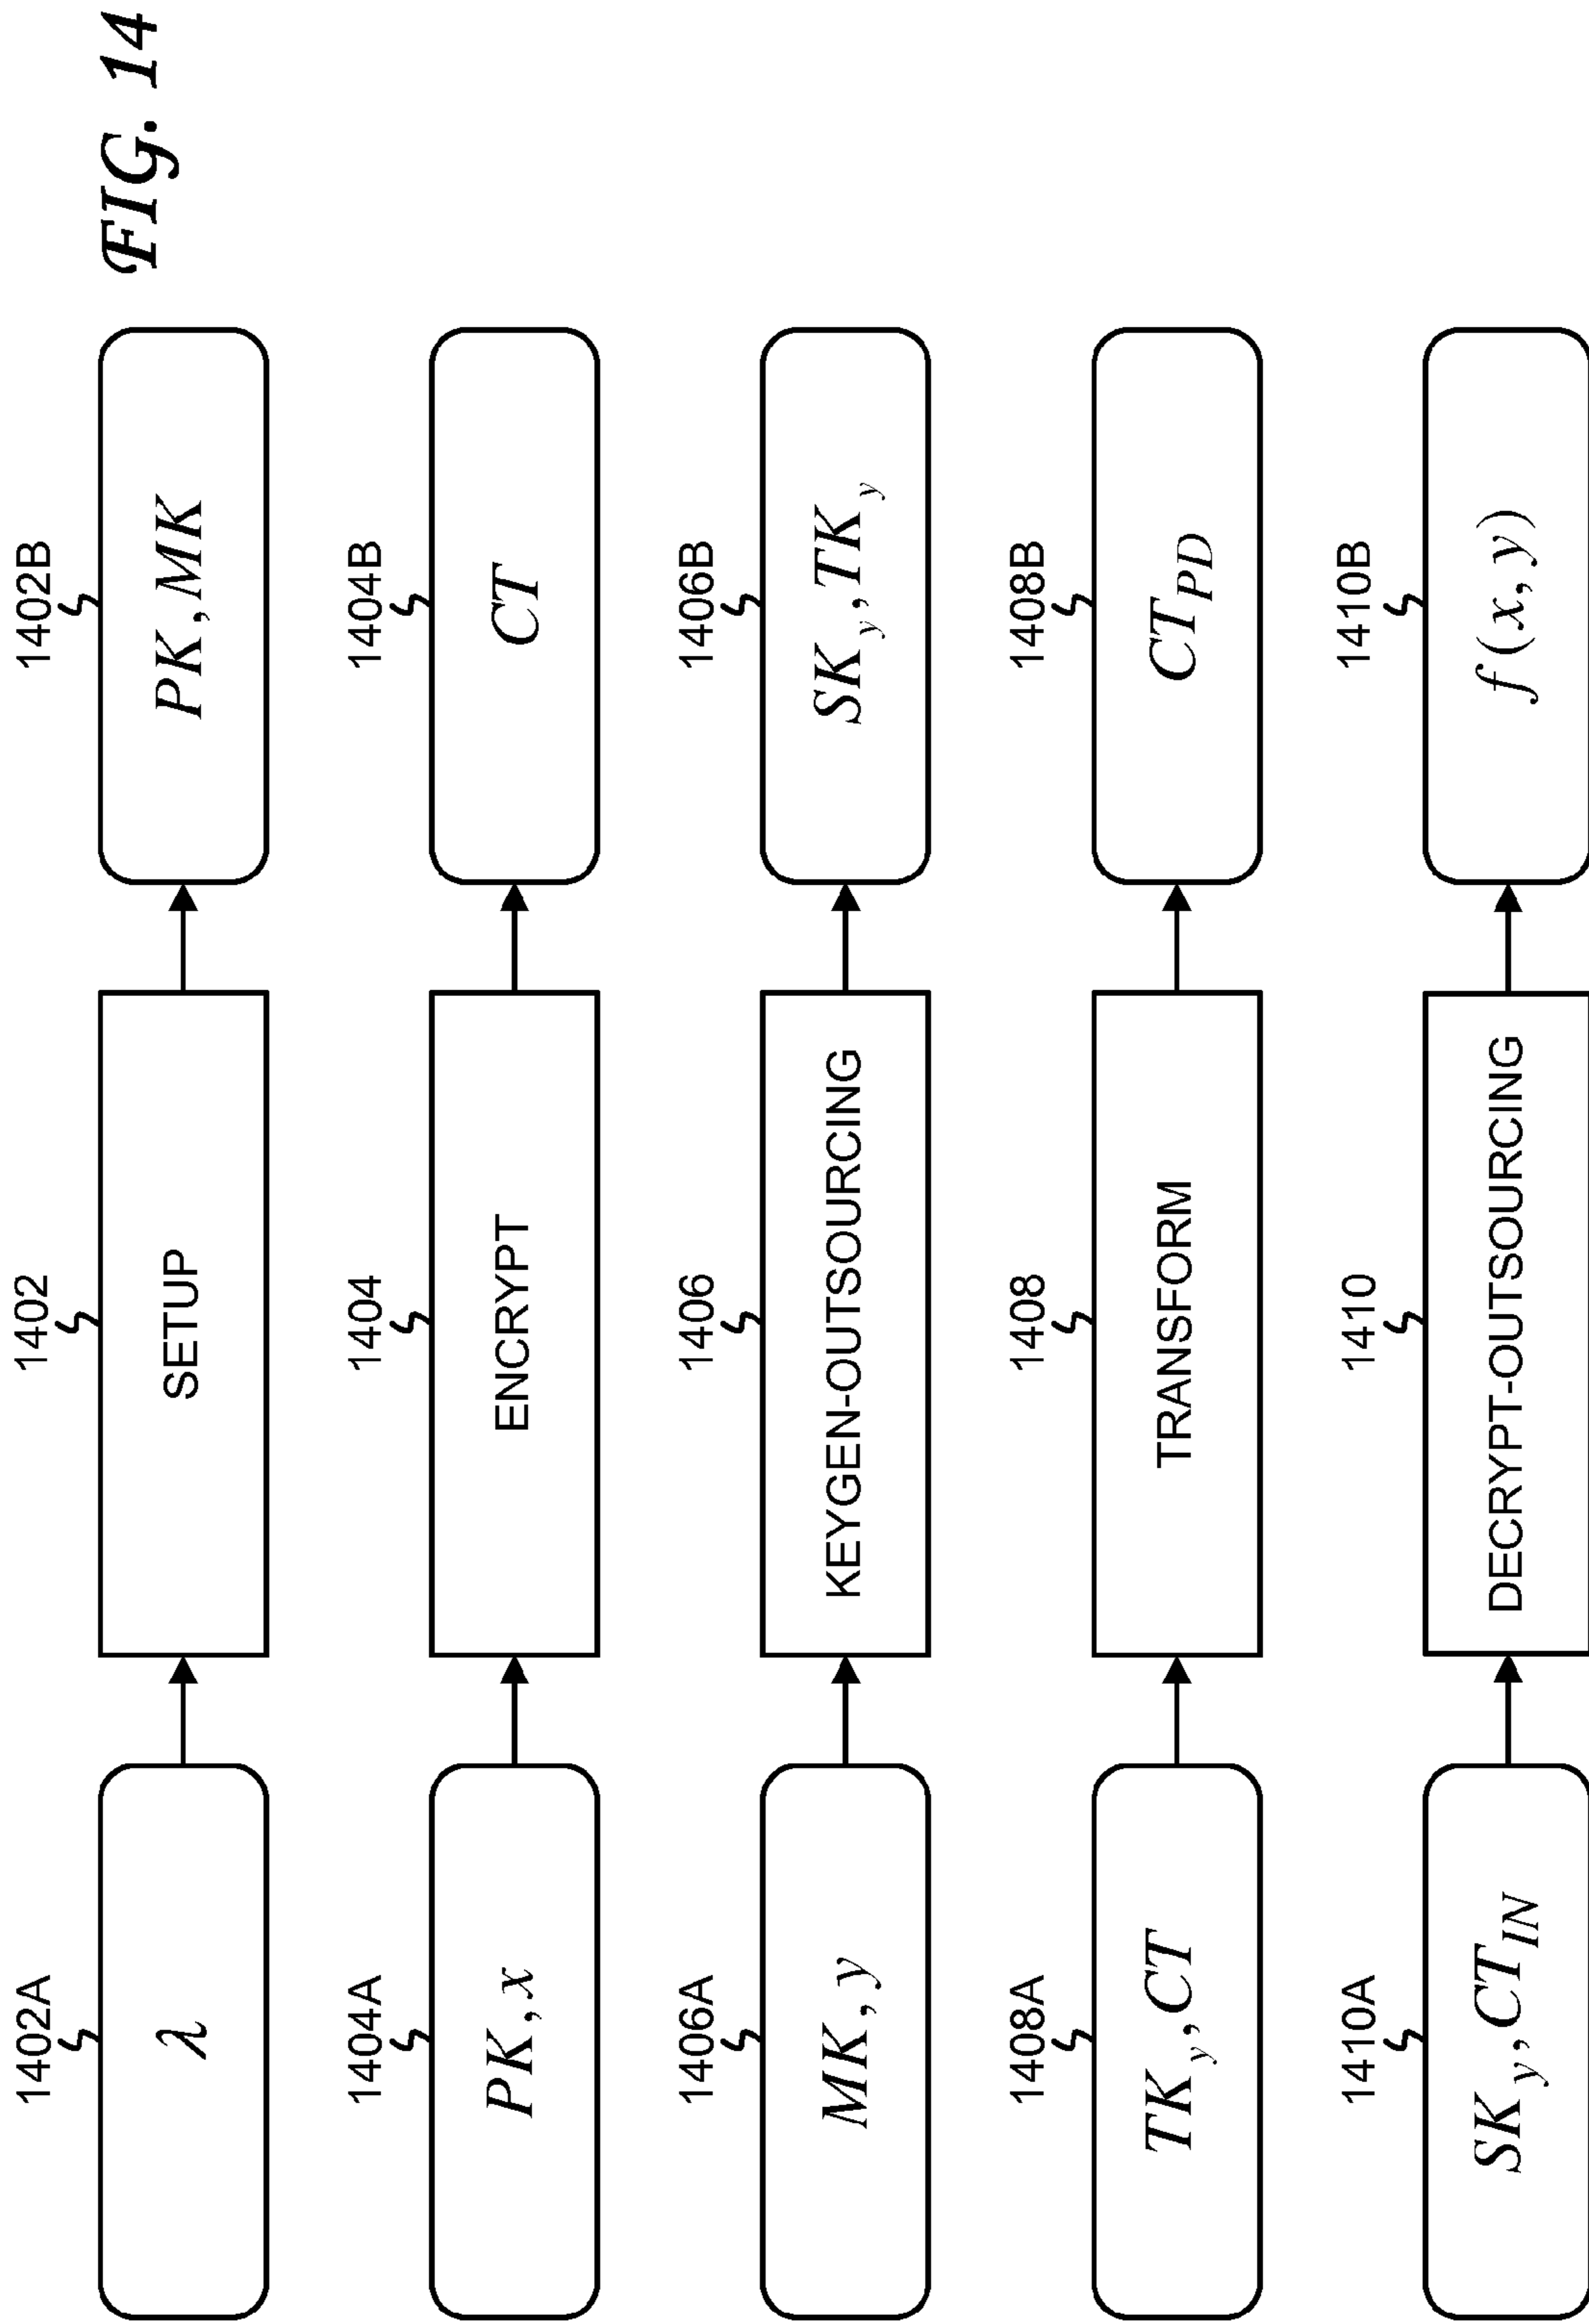 FIG. 14
1402A 1402 1402B
λ SETUP PK, MK
1404A 1404 1404B
PK, x ENCRYPT CT
1406A 1406 1406B
MK, y KEYGEN-OUTSOURCING SK_y, TK_y
1408A 1408 1408B
TK_y, CT TRANSFORM CT_PD
1410A 1410 1410B
SK_y, CT_IN DECRYPT-OUTSOURCING f(x, y)